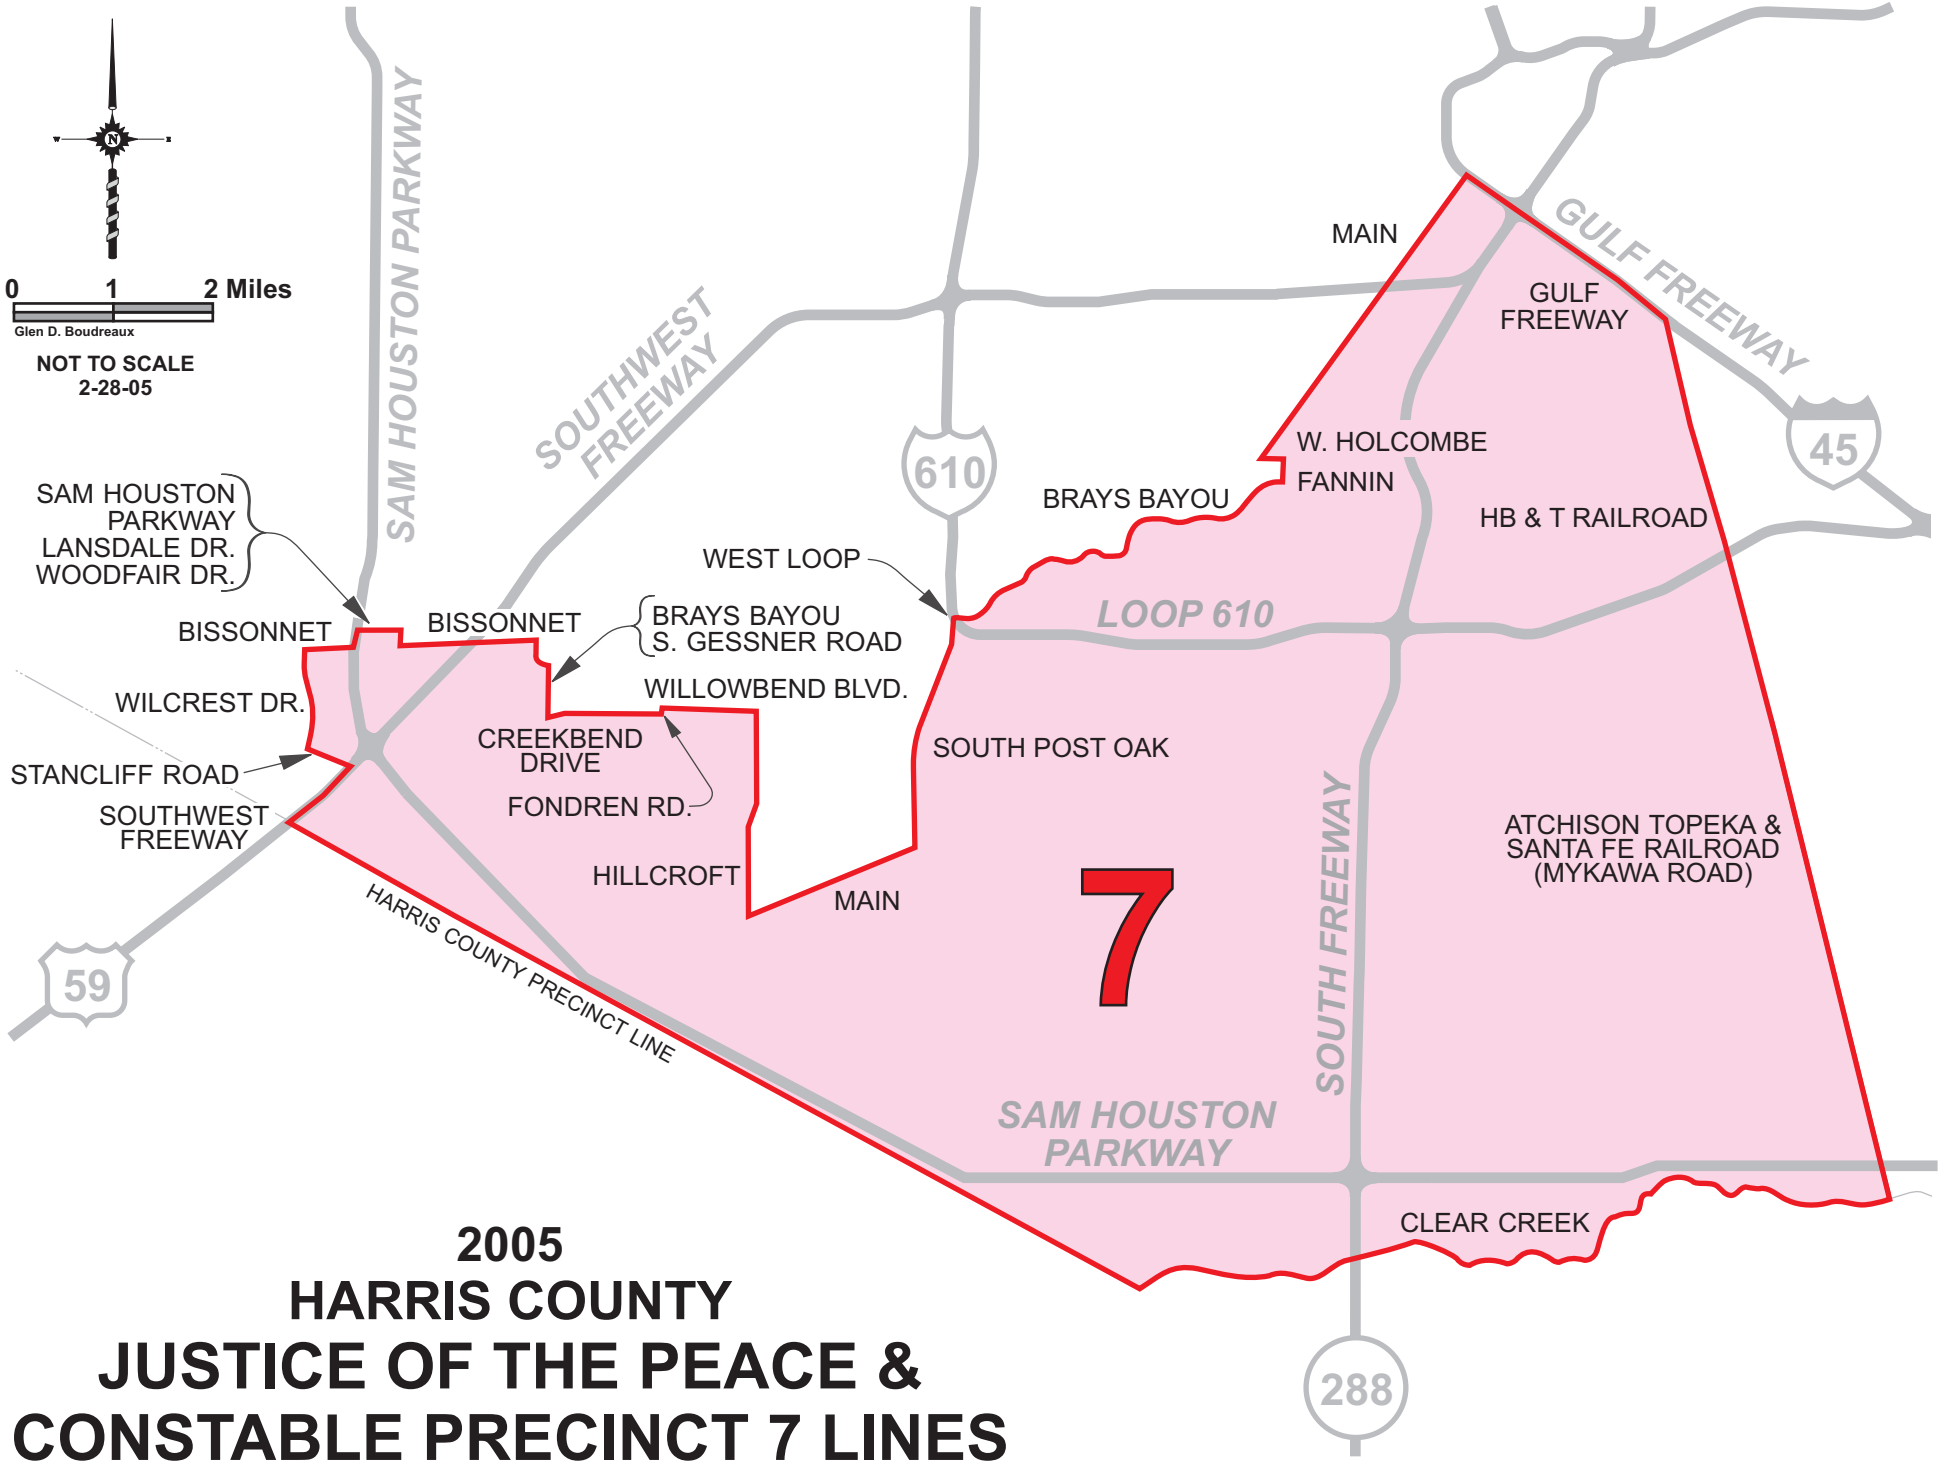 N
0 1 2 Miles
Glen D. Boudreaux
NOT TO SCALE
2-28-05
SAM HOUSTON PARKWAY
SOUTHWEST
FREEWAY
610
MAIN
GULF FREEWAY
45
GULF
FREEWAY
W. HOLCOMBE
FANNIN
BRAYS BAYOU
HB & T RAILROAD
SAM HOUSTON
PARKWAY
LANSDALE DR.
WOODFAIR DR.
WEST LOOP
LOOP 610
BISSONNET
BISSONNET
BRAYS BAYOU
S. GESSNER ROAD
WILLOWBEND BLVD.
WILCREST DR.
CREEKBEND
DRIVE
SOUTH POST OAK
STANCLIFF ROAD
FONDREN RD.
SOUTHWEST
FREEWAY
HILLCROFT
MAIN
ATCHISON TOPEKA &
SANTA FE RAILROAD
(MYKAWA ROAD)
7
SOUTH FREEWAY
59
HARRIS COUNTY PRECINCT LINE
SAM HOUSTON
PARKWAY
CLEAR CREEK
288
2005
HARRIS COUNTY
JUSTICE OF THE PEACE &
CONSTABLE PRECINCT 7 LINES